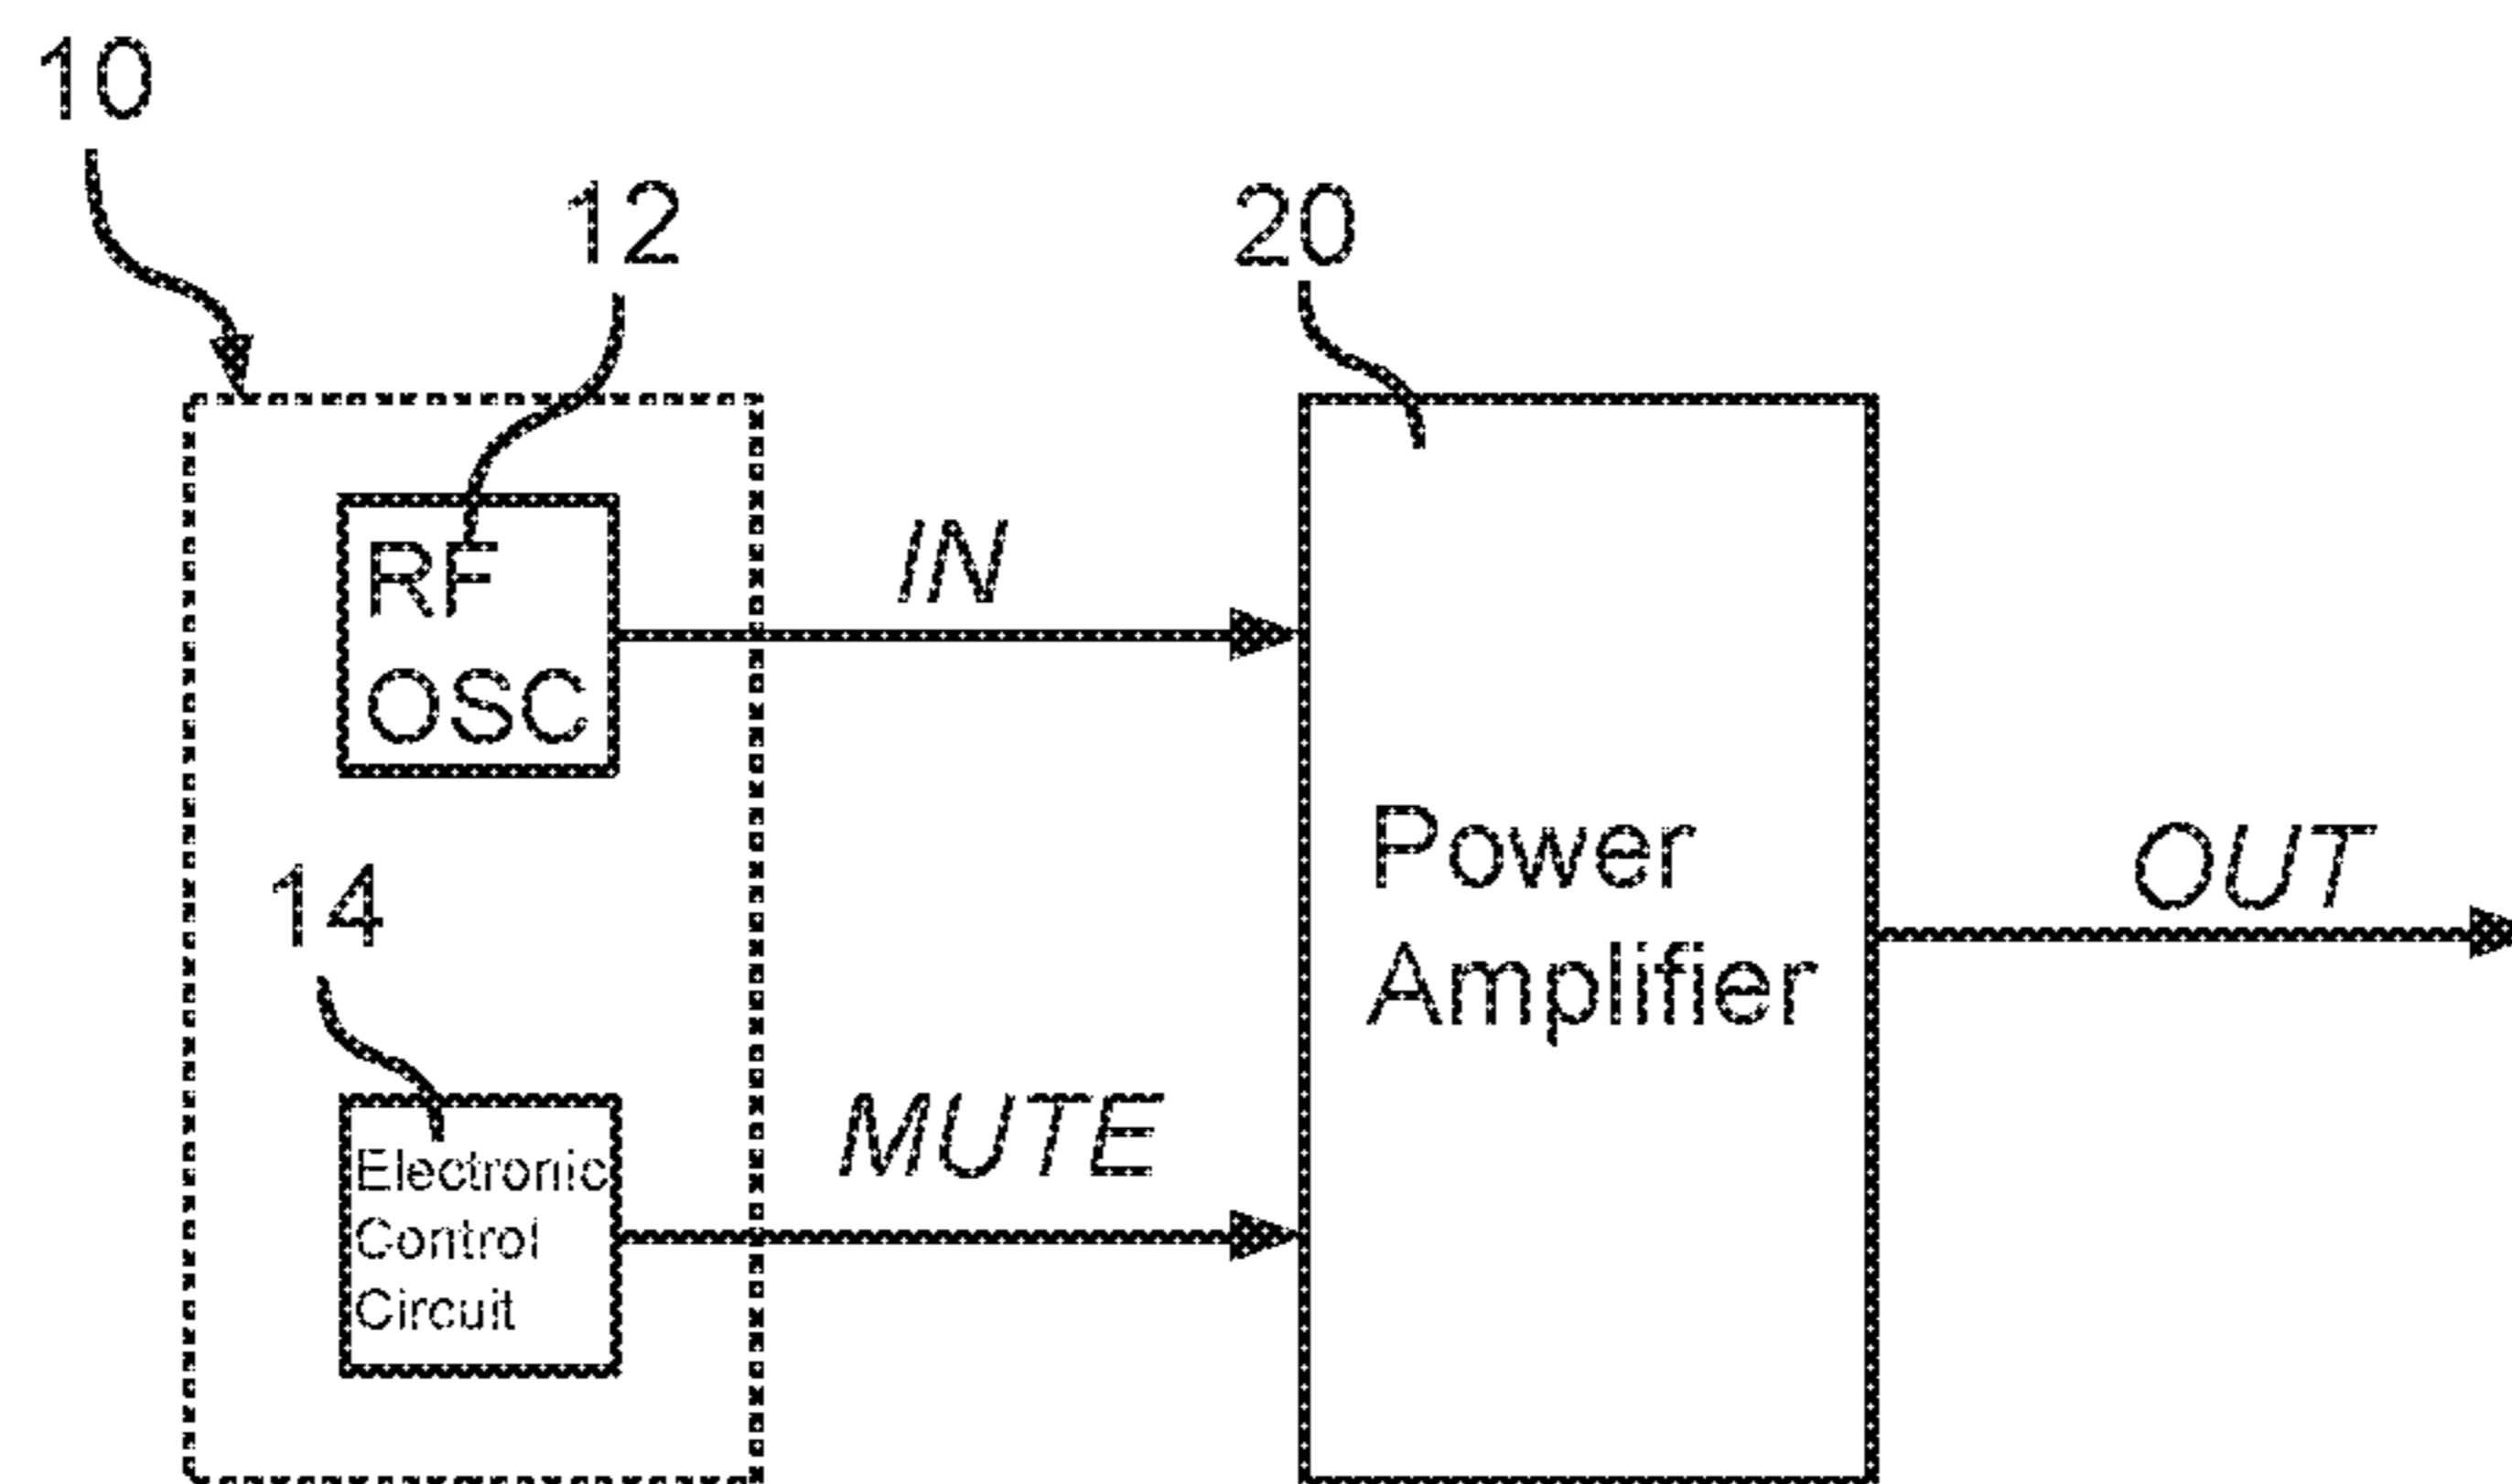 10
12
20
RF
OSC
IN
14
Power
Amplifier
OUT
MUTE
Electronic
Control
Circuit